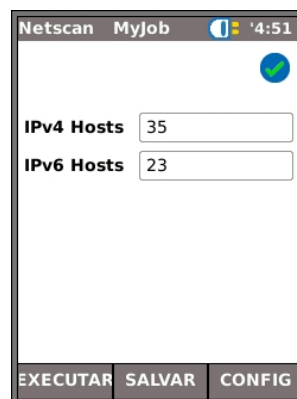 Netscan MyJob '4:51
IPv4 Hosts 35
IPv6 Hosts 23
EXECUTAR SALVAR CONFIG